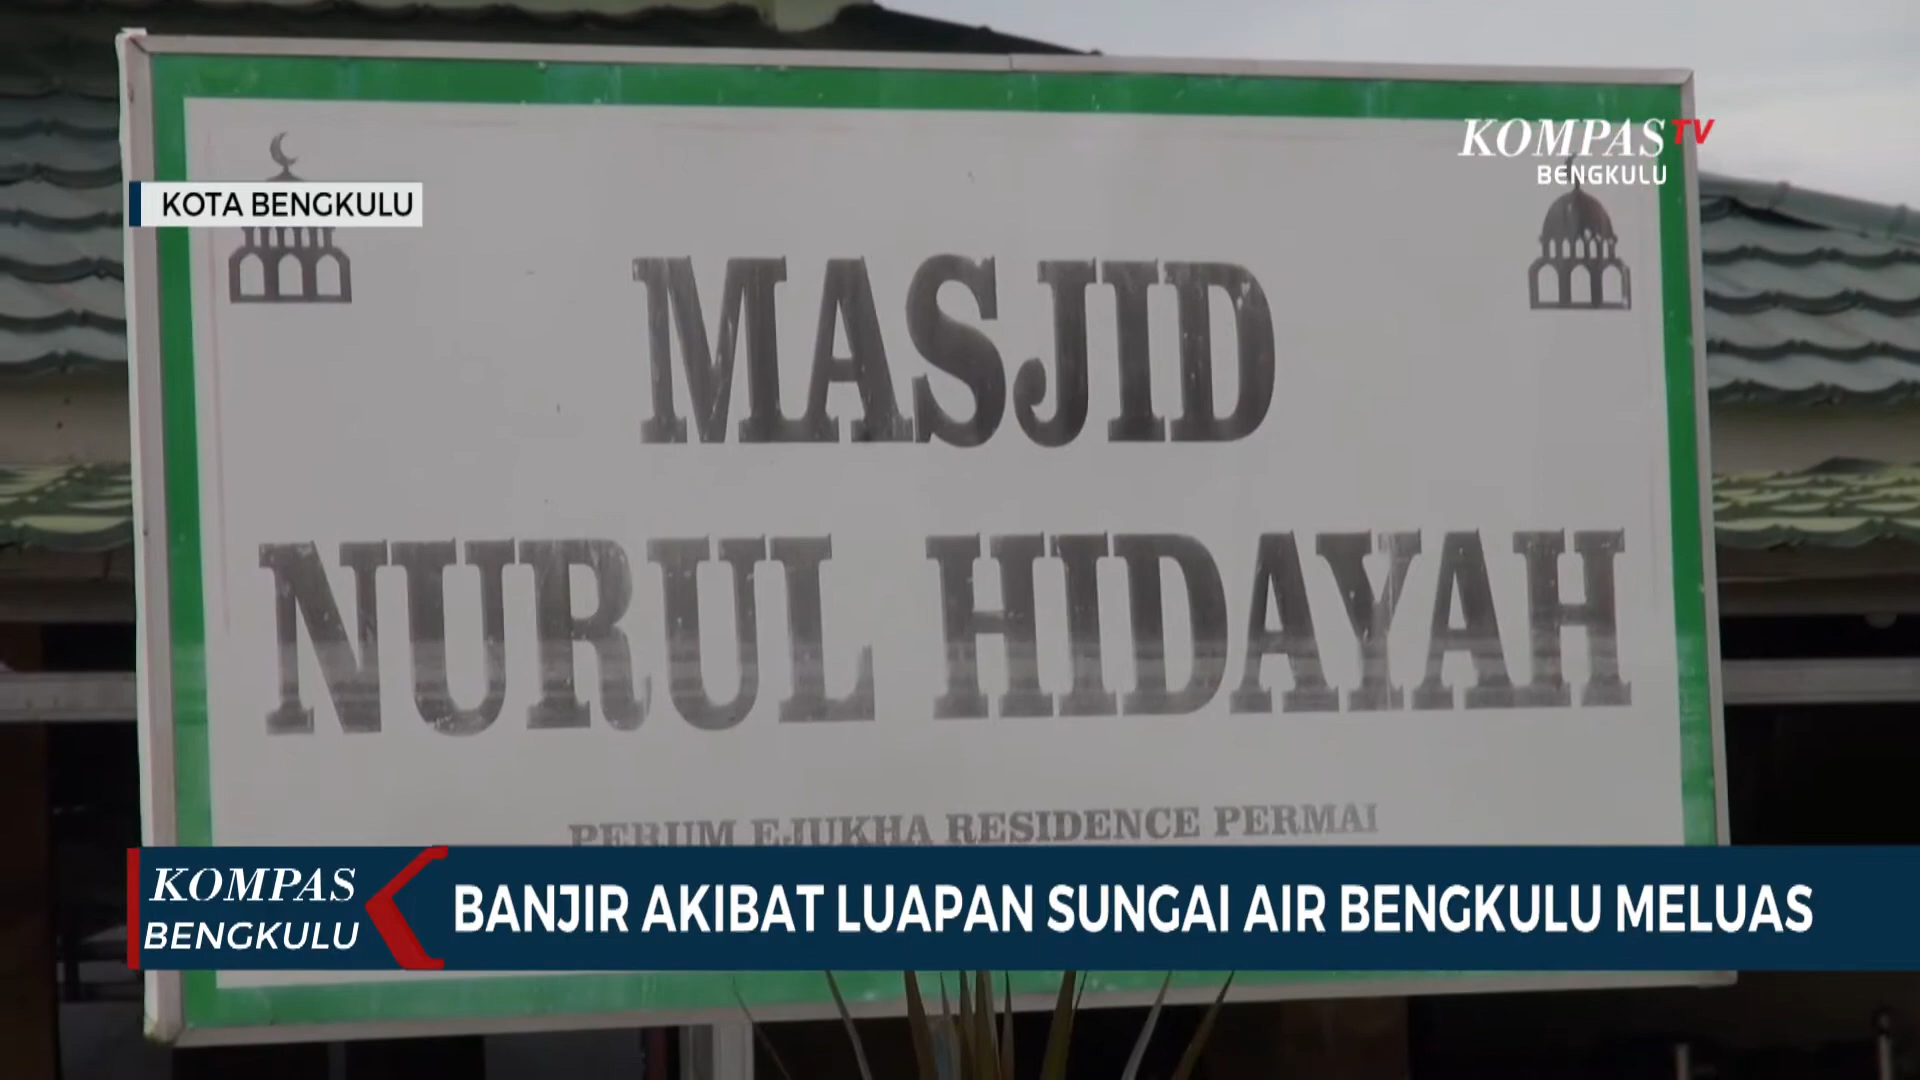 KOMPAS TV
BENGKULU
KOTA BENGKULU
MASJID
NURUL HIDAYAH
PERUM EJUKHA RESIDENCE PERMAI
KOMPAS
BENGKULU
BANJIR AKIBAT LUAPAN SUNGAI AIR BENGKULU MELUAS